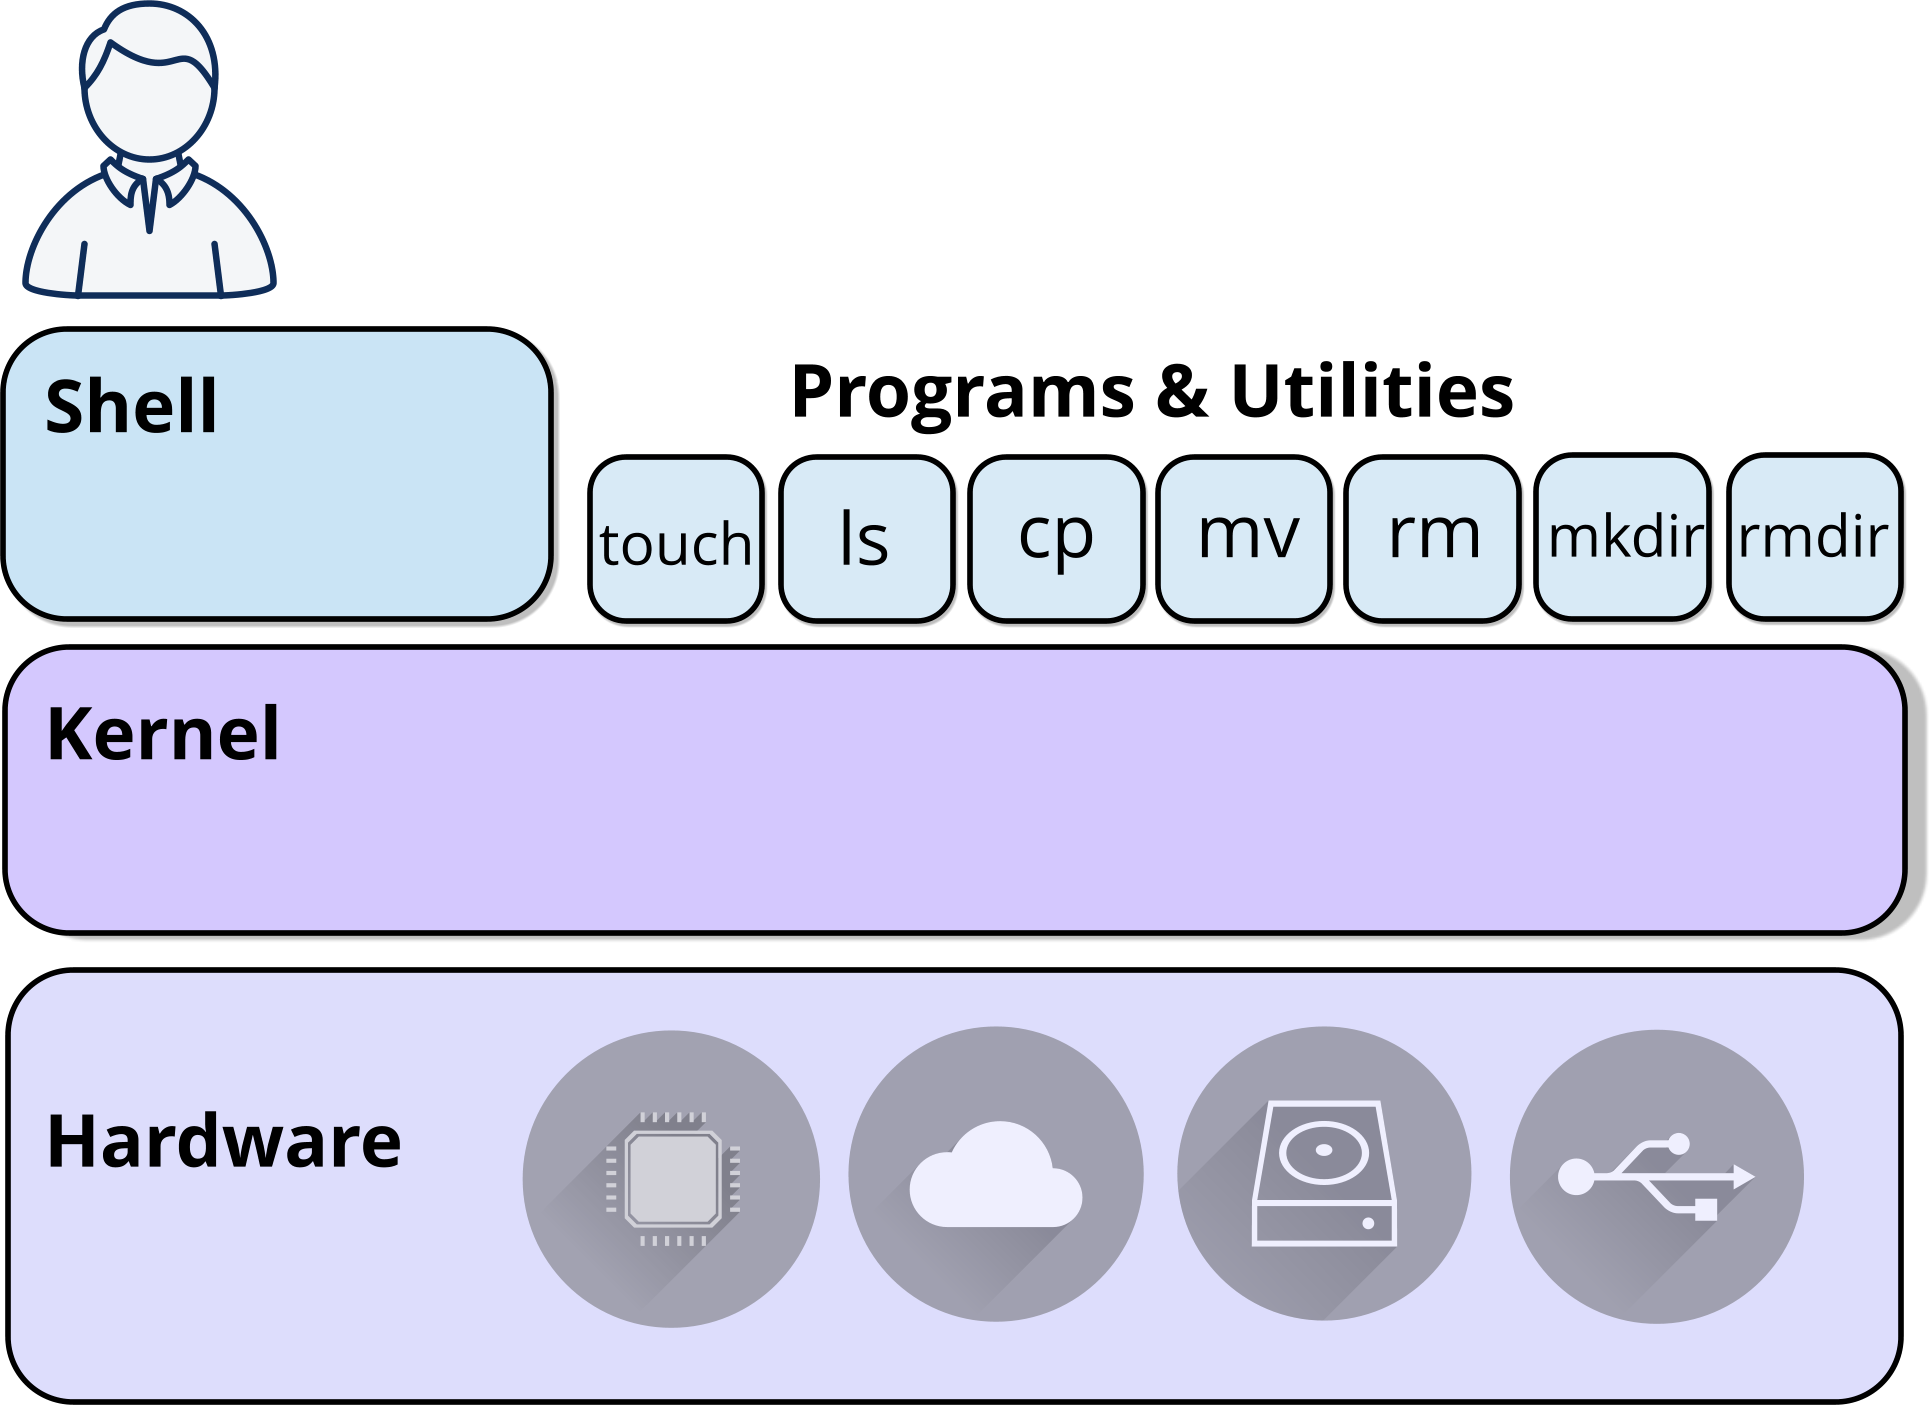 Shell
Programs & Utilities
touch ls cp mv rm mkdir rmdir
Kernel
Hardware